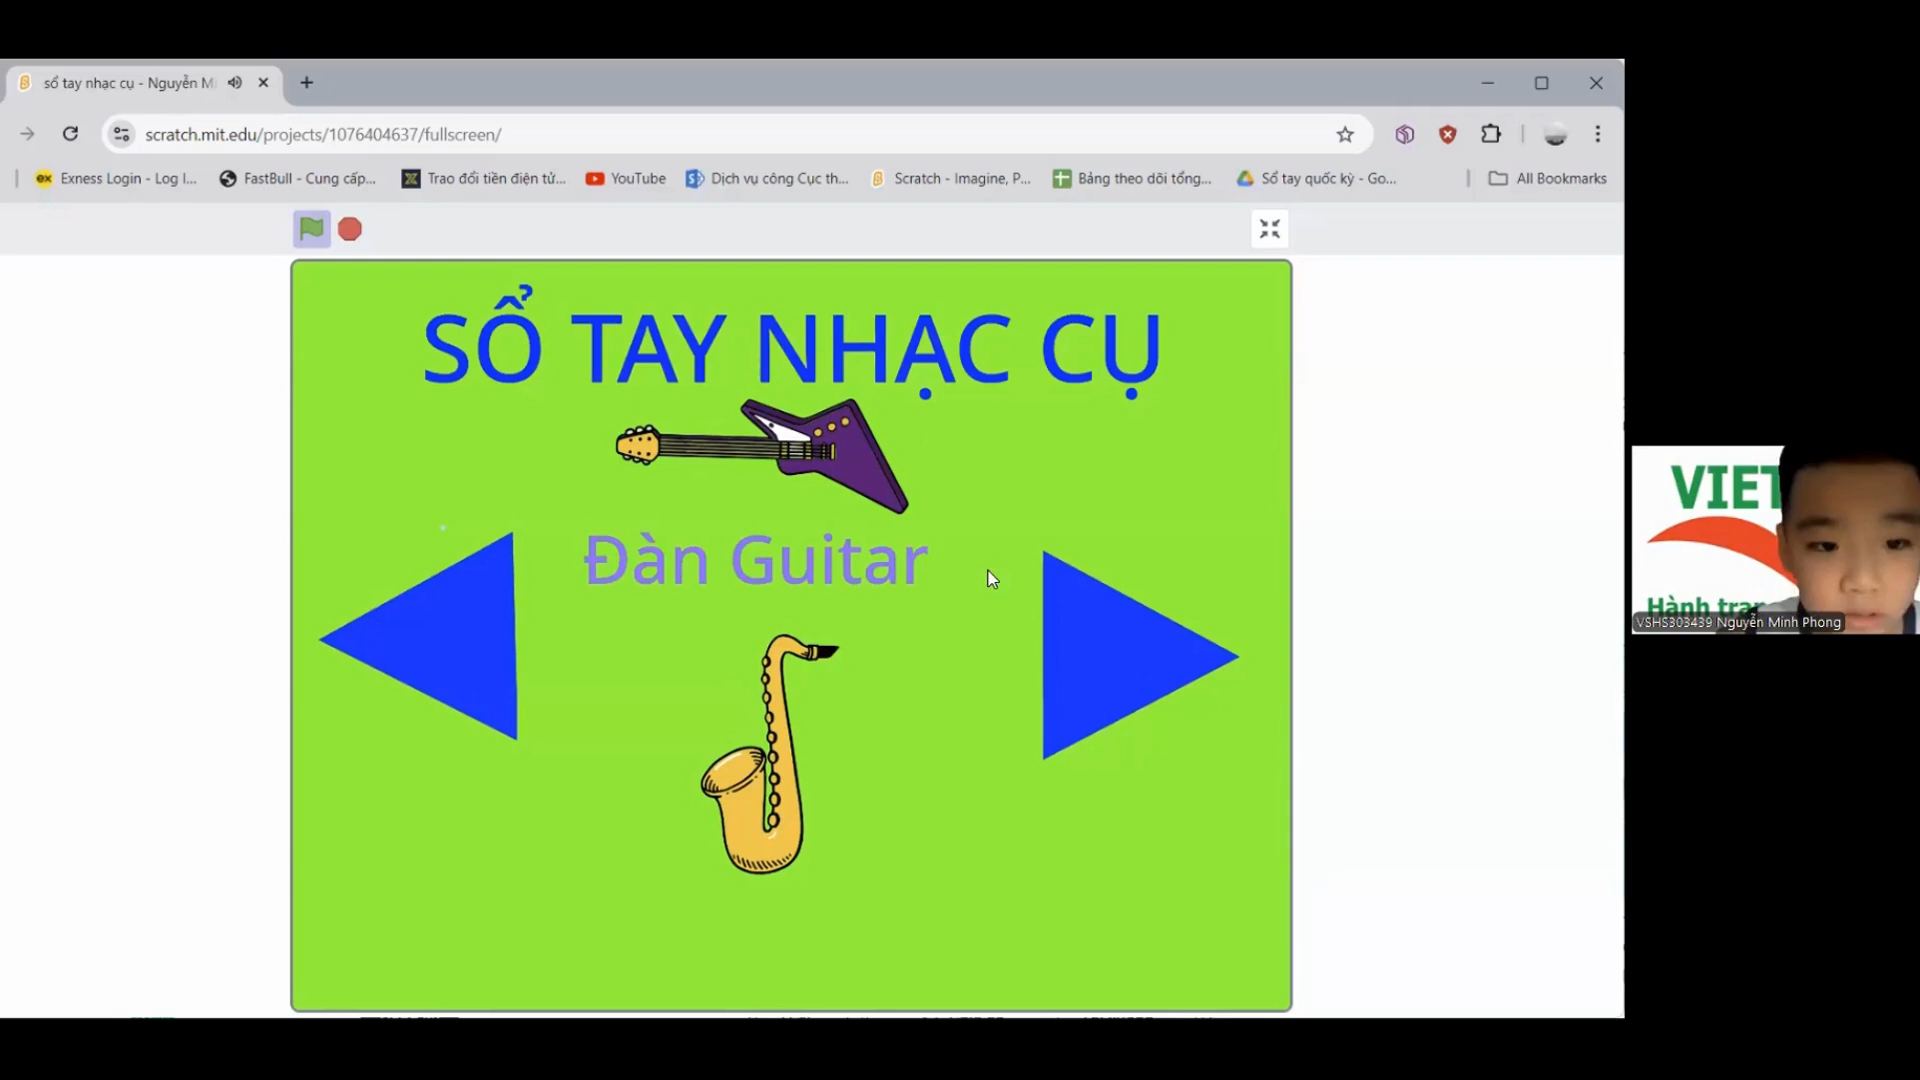 sổ tay nhạc cụ - Nguyễn M
scratch.mit.edu/projects/1076404637/fullscreen/
Exness Login - Log I...
FastBull - Cung cấp...
Trao đổi tiền điện tử...
YouTube
Dịch vụ công Cục th...
Scratch - Imagine, P...
Bảng theo dõi tổng...
Sổ tay quốc kỳ - Go...
All Bookmarks
SỔ TAY NHẠC CỤ
Đàn Guitar
VIET
Hành tran
VSHS303439 Nguyễn Minh Phong